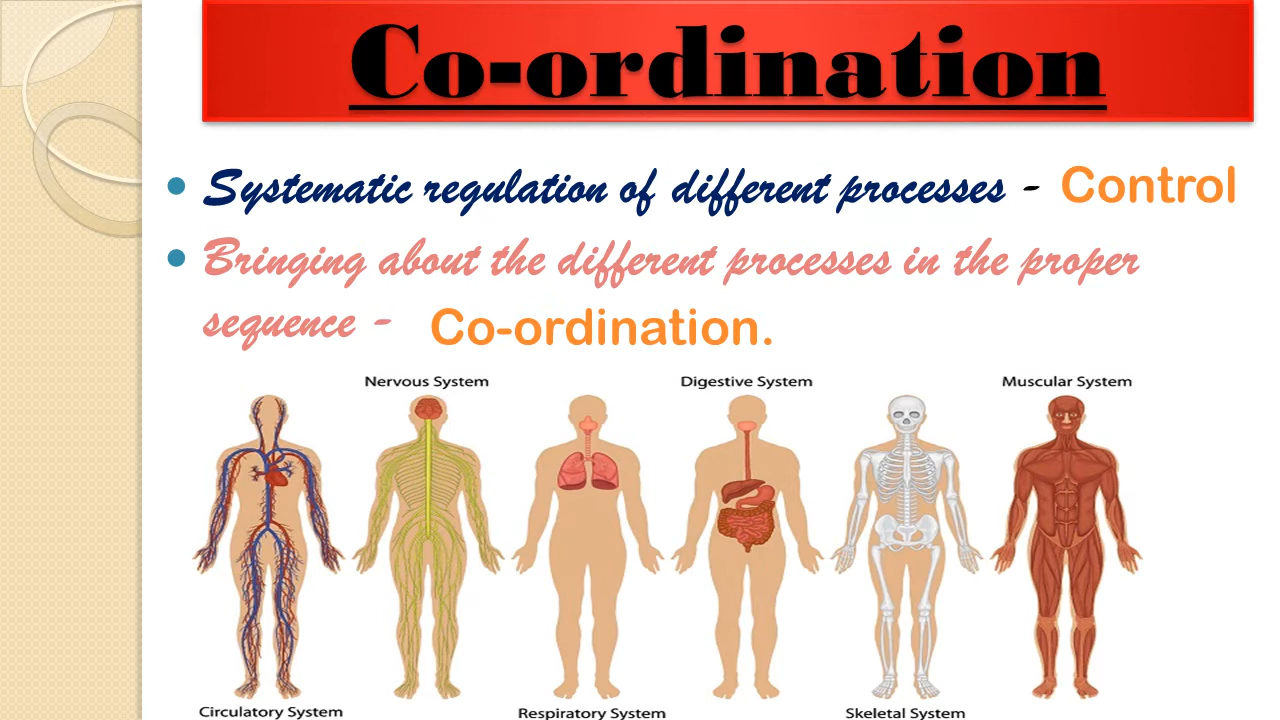 Co-ordination
Systematic regulation of different processes - Control
Bringing about the different processes in the proper
sequence - Co-ordination.
Nervous System
Digestive System
Muscular System
Circulatory System
Respiratory System
Skeletal System